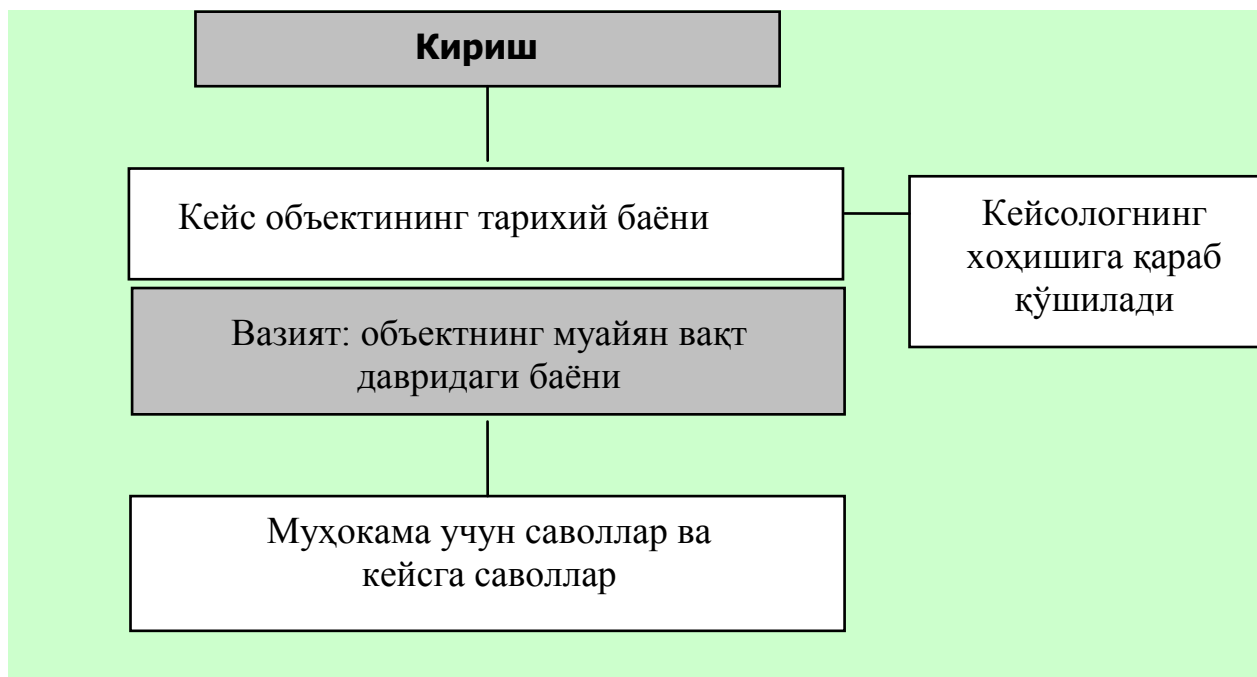 Кириш
Кейс объектининг тарихий баёни
Кейсологнинг
хоҳишига қараб
қўшилади
Вазият: объектнинг муайян вақт
давридаги баёни
Муҳокама учун саволлар ва
кейсга саволлар